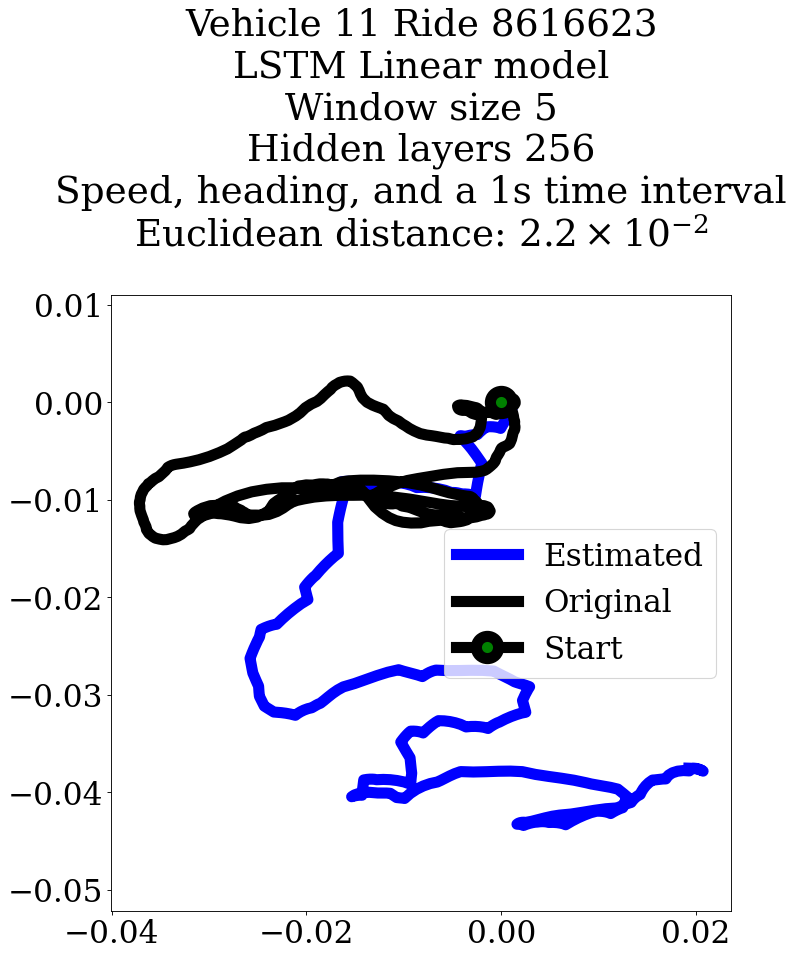 Vehicle 11 Ride 8616623
LSTM Linear model
Window size 5
Hidden layers 256
Speed, heading, and a 1s time interval
Euclidean distance: 2.2 × 10⁻²
0.01
0.00
−0.01
−0.02
−0.03
−0.04
−0.05
Estimated
Original
Start
−0.04
−0.02
0.00
0.02